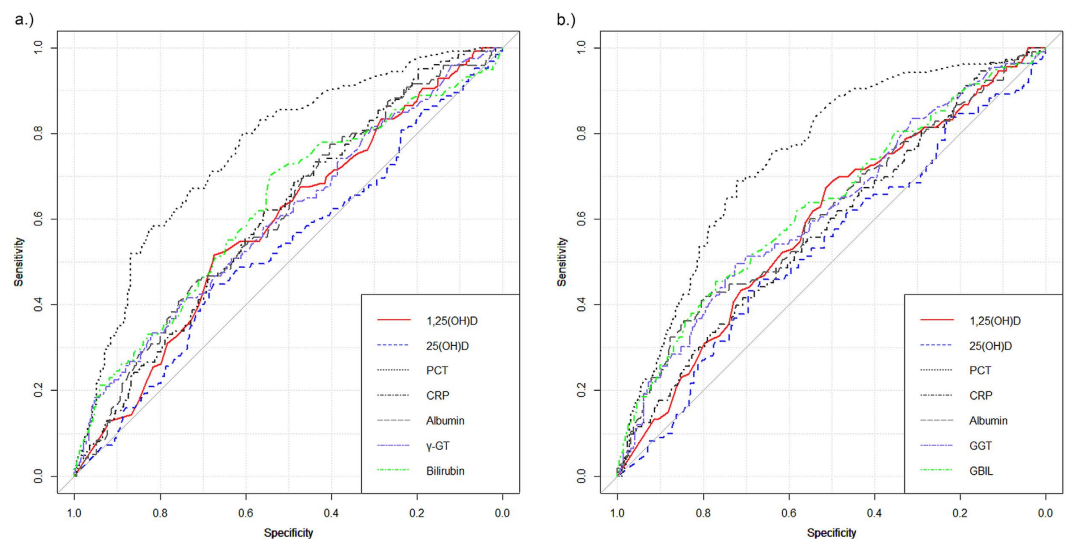 a.)
1.0
0.8
0.6
0.4
0.2
0.0
Sensitivity
1,25(OH)D
25(OH)D
PCT
CRP
Albumin
γ-GT
Bilirubin
1.0
0.8
0.6
0.4
0.2
0.0
Specificity
b.)
1.0
0.8
0.6
0.4
0.2
0.0
Sensitivity
1,25(OH)D
25(OH)D
PCT
CRP
Albumin
GGT
GBIL
1.0
0.8
0.6
0.4
0.2
0.0
Specificity